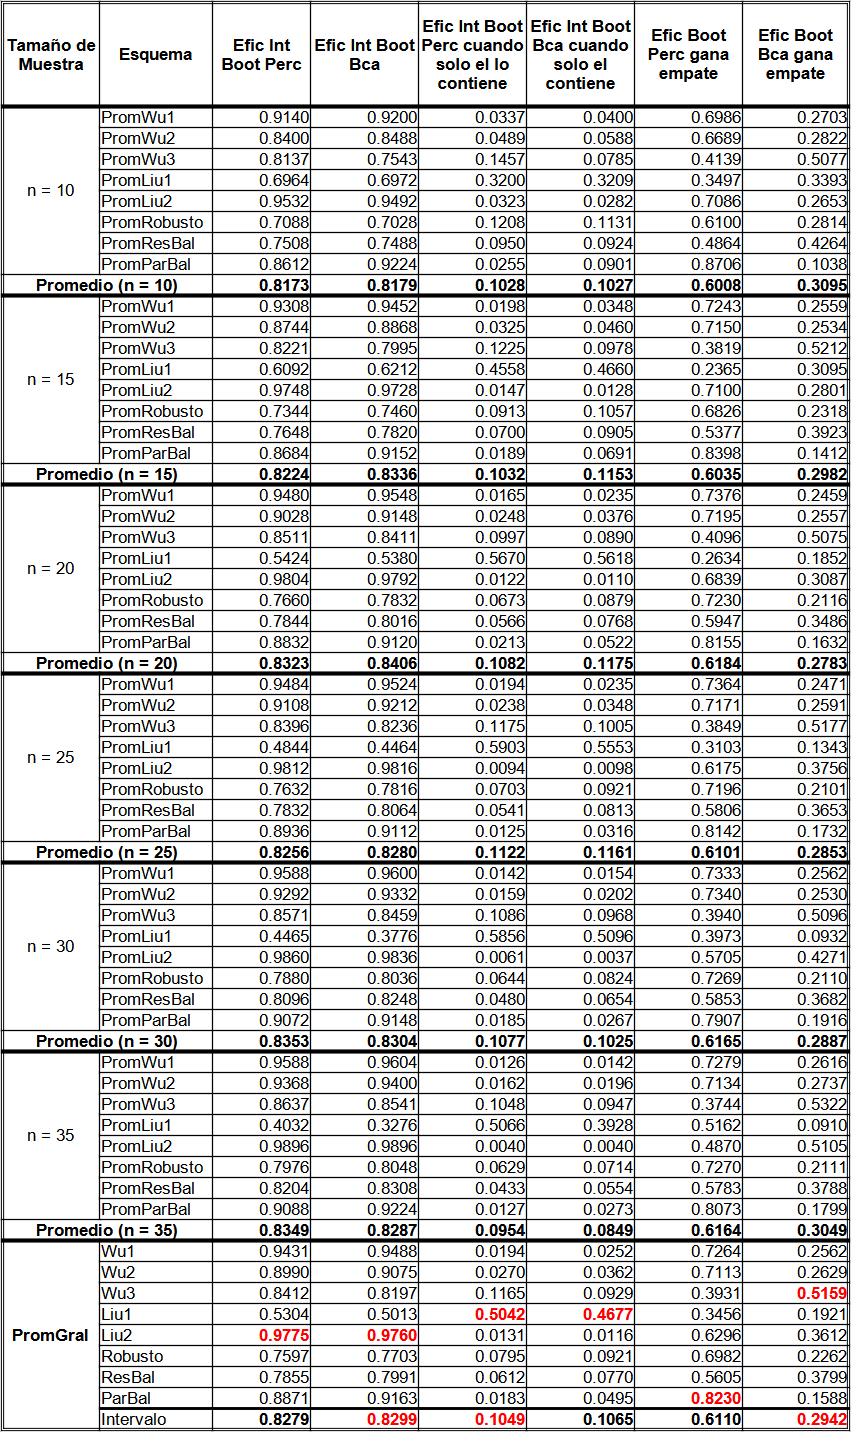 Tamaño de Muestra | Esquema | Efic Int Boot Perc | Efic Int Boot Bca | Efic Int Boot Perc cuando solo el lo contiene | Efic Int Boot Bca cuando solo el contiene | Efic Boot Perc gana empate | Efic Boot Bca gana empate
n = 10
PromWu1 0.9140 0.9200 0.0337 0.0400 0.6986 0.2703
PromWu2 0.8400 0.8488 0.0489 0.0588 0.6689 0.2822
PromWu3 0.8137 0.7543 0.1457 0.0785 0.4139 0.5077
PromLiu1 0.6964 0.6972 0.3200 0.3209 0.3497 0.3393
PromLiu2 0.9532 0.9492 0.0323 0.0282 0.7086 0.2653
PromRobusto 0.7088 0.7028 0.1208 0.1131 0.6100 0.2814
PromResBal 0.7508 0.7488 0.0950 0.0924 0.4864 0.4264
PromParBal 0.8612 0.9224 0.0255 0.0901 0.8706 0.1038
Promedio (n = 10) 0.8173 0.8179 0.1028 0.1027 0.6008 0.3095
n = 15
PromWu1 0.9308 0.9452 0.0198 0.0348 0.7243 0.2559
PromWu2 0.8744 0.8868 0.0325 0.0460 0.7150 0.2534
PromWu3 0.8221 0.7995 0.1225 0.0978 0.3819 0.5212
PromLiu1 0.6092 0.6212 0.4558 0.4660 0.2365 0.3095
PromLiu2 0.9748 0.9728 0.0147 0.0128 0.7100 0.2801
PromRobusto 0.7344 0.7460 0.0913 0.1057 0.6826 0.2318
PromResBal 0.7648 0.7820 0.0700 0.0905 0.5377 0.3923
PromParBal 0.8684 0.9152 0.0189 0.0691 0.8398 0.1412
Promedio (n = 15) 0.8224 0.8336 0.1032 0.1153 0.6035 0.2982
n = 20
PromWu1 0.9480 0.9548 0.0165 0.0235 0.7376 0.2459
PromWu2 0.9028 0.9148 0.0248 0.0376 0.7195 0.2557
PromWu3 0.8511 0.8411 0.0997 0.0890 0.4096 0.5075
PromLiu1 0.5424 0.5380 0.5670 0.5618 0.2634 0.1852
PromLiu2 0.9804 0.9792 0.0122 0.0110 0.6839 0.3087
PromRobusto 0.7660 0.7832 0.0673 0.0879 0.7230 0.2116
PromResBal 0.7844 0.8016 0.0566 0.0768 0.5947 0.3486
PromParBal 0.8832 0.9120 0.0213 0.0522 0.8155 0.1632
Promedio (n = 20) 0.8323 0.8406 0.1082 0.1175 0.6184 0.2783
n = 25
PromWu1 0.9484 0.9524 0.0194 0.0235 0.7364 0.2471
PromWu2 0.9108 0.9212 0.0238 0.0348 0.7171 0.2591
PromWu3 0.8396 0.8236 0.1175 0.1005 0.3849 0.5177
PromLiu1 0.4844 0.4464 0.5903 0.5553 0.3103 0.1343
PromLiu2 0.9812 0.9816 0.0094 0.0098 0.6175 0.3756
PromRobusto 0.7632 0.7816 0.0703 0.0921 0.7196 0.2101
PromResBal 0.7832 0.8064 0.0541 0.0813 0.5806 0.3653
PromParBal 0.8936 0.9112 0.0125 0.0316 0.8142 0.1732
Promedio (n = 25) 0.8256 0.8280 0.1122 0.1161 0.6101 0.2853
n = 30
PromWu1 0.9588 0.9600 0.0142 0.0154 0.7333 0.2562
PromWu2 0.9292 0.9332 0.0159 0.0202 0.7340 0.2530
PromWu3 0.8571 0.8459 0.1086 0.0968 0.3940 0.5096
PromLiu1 0.4465 0.3776 0.5856 0.5096 0.3973 0.0932
PromLiu2 0.9860 0.9836 0.0061 0.0037 0.5705 0.4271
PromRobusto 0.7880 0.8036 0.0644 0.0824 0.7269 0.2110
PromResBal 0.8096 0.8248 0.0480 0.0654 0.5853 0.3682
PromParBal 0.9072 0.9148 0.0185 0.0267 0.7907 0.1916
Promedio (n = 30) 0.8353 0.8304 0.1077 0.1025 0.6165 0.2887
n = 35
PromWu1 0.9588 0.9604 0.0126 0.0142 0.7279 0.2616
PromWu2 0.9368 0.9400 0.0162 0.0196 0.7134 0.2737
PromWu3 0.8637 0.8541 0.1048 0.0947 0.3744 0.5322
PromLiu1 0.4032 0.3276 0.5066 0.3928 0.5162 0.0910
PromLiu2 0.9896 0.9896 0.0040 0.0040 0.4870 0.5105
PromRobusto 0.7976 0.8048 0.0629 0.0714 0.7270 0.2111
PromResBal 0.8204 0.8308 0.0433 0.0554 0.5783 0.3788
PromParBal 0.9088 0.9224 0.0127 0.0273 0.8073 0.1799
Promedio (n = 35) 0.8349 0.8287 0.0954 0.0849 0.6164 0.3049
PromGral
Wu1 0.9431 0.9488 0.0194 0.0252 0.7264 0.2562
Wu2 0.8990 0.9075 0.0270 0.0362 0.7113 0.2629
Wu3 0.8412 0.8197 0.1165 0.0929 0.3931 0.5159
Liu1 0.5304 0.5013 0.5042 0.4677 0.3456 0.1921
Liu2 0.9775 0.9760 0.0131 0.0116 0.6296 0.3612
Robusto 0.7597 0.7703 0.0795 0.0921 0.6982 0.2262
ResBal 0.7855 0.7991 0.0612 0.0770 0.5605 0.3799
ParBal 0.8871 0.9163 0.0183 0.0495 0.8230 0.1588
Intervalo 0.8279 0.8299 0.1049 0.1065 0.6110 0.2942